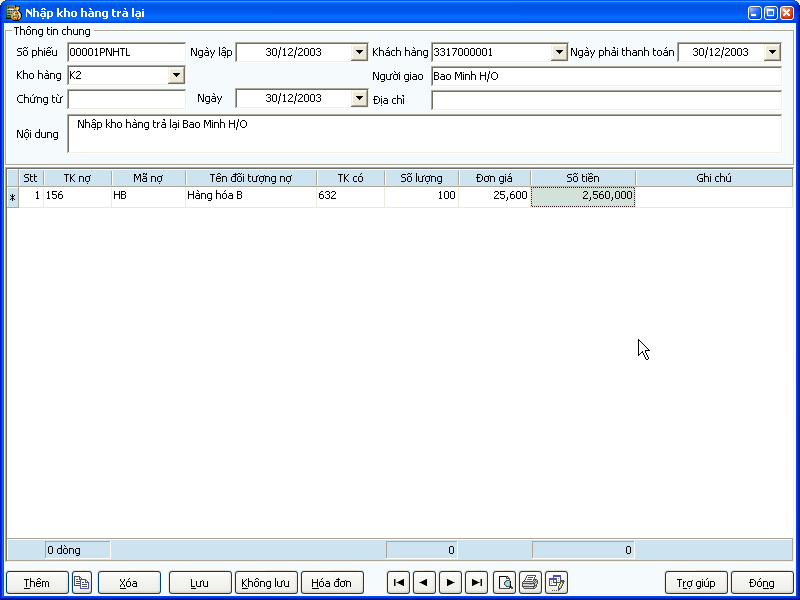 Nhập kho hàng trả lại
Thông tin chung
Số phiếu 00001PNHTL Ngày lập 30/12/2003 Khách hàng 3317000001 Ngày phải thanh toán 30/12/2003
Kho hàng K2 Người giao Bao Minh H/O
Chứng từ Ngày 30/12/2003 Địa chỉ
Nội dung Nhập kho hàng trả lại Bao Minh H/O
Stt TK nợ Mã nợ Tên đối tượng nợ TK có Số lượng Đơn giá Số tiền Ghi chú
* 1 156 HB Hàng hóa B 632 100 25,600 2,560,000
0 dòng 0 0
Thêm Xóa Lưu Không lưu Hóa đơn Trợ giúp Đóng